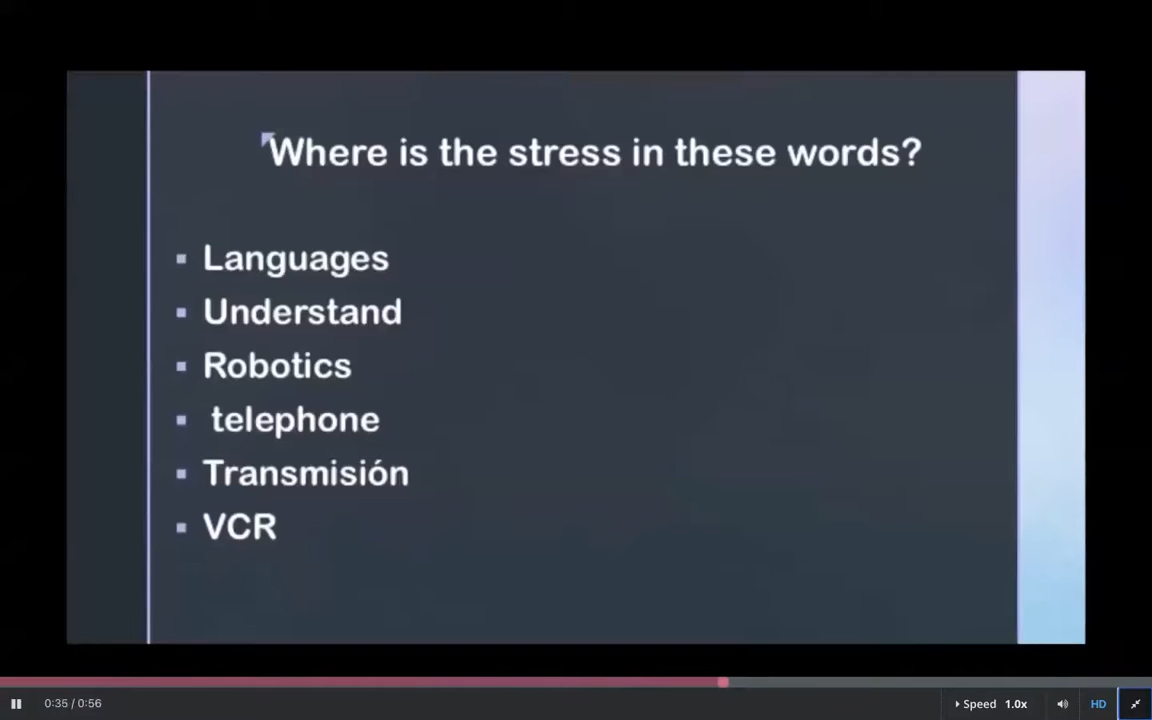 Where is the stress in these words?
▪ Languages
▪ Understand
▪ Robotics
▪ telephone
▪ Transmisión
▪ VCR
0:35 / 0:56
Speed 1.0x
HD